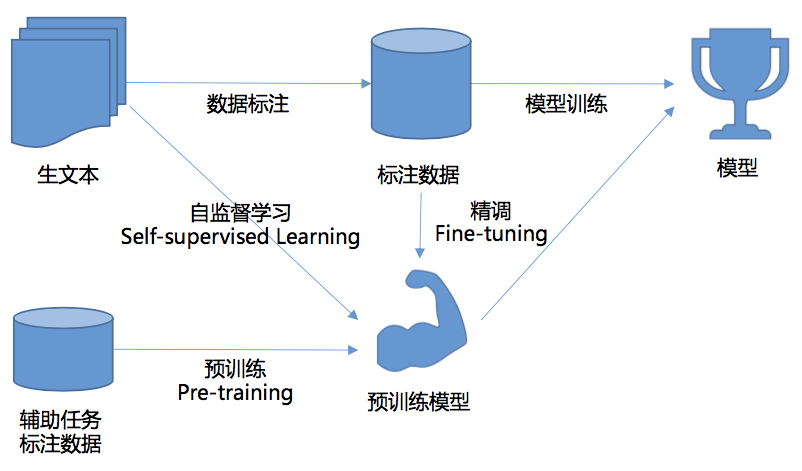 数据标注
模型训练
生文本
标注数据
模型
自监督学习
Self-supervised Learning
精调
Fine-tuning
预训练
Pre-training
预训练模型
辅助任务
标注数据